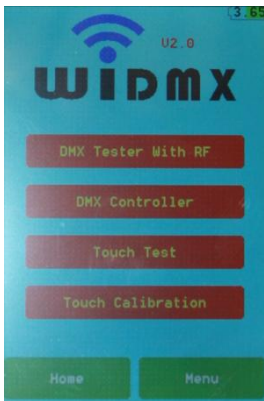 3.65
V2.0
WiDMX
DMX Tester With RF
DMX Controller
Touch Test
Touch Calibration
Home
Menu